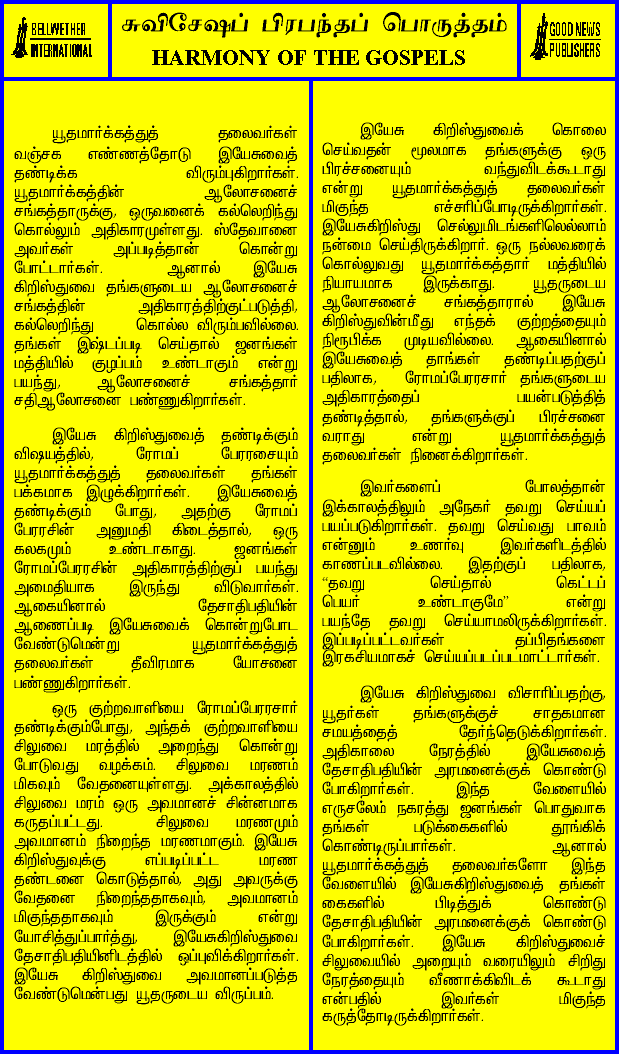 BELLWETHER
INTERNATIONAL
சுவிசேஷப் பிரபந்தப் பொருத்தம்
HARMONY OF THE GOSPELS
GOOD NEWS
PUBLISHERS
யூதமார்க்கத்துத் தலைவர்கள்
வஞ்சக எண்ணத்தோடு இயேசுவைத்
தண்டிக்க விரும்புகிறார்கள்.
யூதமார்க்கத்தின் ஆலோசனைச்
சங்கத்தாருக்கு, ஒருவனைக் கல்லெறிந்து
கொல்லும் அதிகாரமுள்ளது. ஸ்தேவானை
அவர்கள் அப்படித்தான் கொன்று
போட்டார்கள். ஆனால் இயேசு
கிறிஸ்துவை தங்களுடைய ஆலோசனைச்
சங்கத்தின் அதிகாரத்திற்குட்படுத்தி,
கல்லெறிந்து கொல்ல விரும்பவில்லை.
தங்கள் இஷ்டப்படி செய்தால் ஜனங்கள்
மத்தியில் குழப்பம் உண்டாகும் என்று
பயந்து, ஆலோசனைச் சங்கத்தார்
சதிஆலோசனை பண்ணுகிறார்கள்.
இயேசு கிறிஸ்துவைத் தண்டிக்கும்
விஷயத்தில், ரோமப் பேரரசையும்
யூதமார்க்கத்துத் தலைவர்கள் தங்கள்
பக்கமாக இழுக்கிறார்கள். இயேசுவைத்
தண்டிக்கும் போது, அதற்கு ரோமப்
பேரரசின் அனுமதி கிடைத்தால், ஒரு
கலகமும் உண்டாகாது. ஜனங்கள்
ரோமப்பேரரசின் அதிகாரத்திற்குப் பயந்து
அமைதியாக இருந்து விடுவார்கள்.
ஆகையினால் தேசாதிபதியின்
ஆணைப்படி இயேசுவைக் கொன்றுபோட
வேண்டுமென்று யூதமார்க்கத்துத்
தலைவர்கள் தீவிரமாக யோசனை
பண்ணுகிறார்கள்.
ஒரு குற்றவாளியை ரோமப்பேரரசார்
தண்டிக்கும்போது, அந்தக் குற்றவாளியை
சிலுவை மரத்தில் அறைந்து கொன்று
போடுவது வழக்கம். சிலுவை மரணம்
மிகவும் வேதனையுள்ளது. அக்காலத்தில்
சிலுவை மரம் ஒரு அவமானச் சின்னமாக
கருதப்பட்டது. சிலுவை மரணமும்
அவமானம் நிறைந்த மரணமாகும். இயேசு
கிறிஸ்துவுக்கு எப்படிப்பட்ட மரண
தண்டனை கொடுத்தால், அது அவருக்கு
வேதனை நிறைந்ததாகவும், அவமானம்
மிகுந்ததாகவும் இருக்கும் என்று
யோசித்துப்பார்த்து, இயேசுகிறிஸ்துவை
தேசாதிபதியினிடத்தில் ஒப்புவிக்கிறார்கள்.
இயேசு கிறிஸ்துவை அவமானப்படுத்த
வேண்டுமென்பது யூதருடைய விருப்பம்.
இயேசு கிறிஸ்துவைக் கொலை
செய்வதன் மூலமாக தங்களுக்கு ஒரு
பிரச்சனையும் வந்துவிடக்கூடாது
என்று யூதமார்க்கத்துத் தலைவர்கள்
மிகுந்த எச்சரிப்போடிருக்கிறார்கள்.
இயேசுகிறிஸ்து செல்லுமிடங்களிலெல்லாம்
நன்மை செய்திருக்கிறார். ஒரு நல்லவரைக்
கொல்லுவது யூதமார்க்கத்தார் மத்தியில்
நியாயமாக இருக்காது. யூதருடைய
ஆலோசனைச் சங்கத்தாரால் இயேசு
கிறிஸ்துவின்மீது எந்தக் குற்றத்தையும்
நிரூபிக்க முடியவில்லை. ஆகையினால்
இயேசுவைத் தாங்கள் தண்டிப்பதற்குப்
பதிலாக, ரோமப்பேரரசார் தங்களுடைய
அதிகாரத்தைப் பயன்படுத்தித்
தண்டித்தால், தங்களுக்குப் பிரச்சனை
வராது என்று யூதமார்க்கத்துத்
தலைவர்கள் நினைக்கிறார்கள்.
இவர்களைப் போலத்தான்
இக்காலத்திலும் அநேகர் தவறு செய்யப்
பயப்படுகிறார்கள். தவறு செய்வது பாவம்
என்னும் உணர்வு இவர்களிடத்தில்
காணப்படவில்லை. இதற்குப் பதிலாக,
“தவறு செய்தால் கெட்டப்
பெயர் உண்டாகுமே” என்று
பயந்தே தவறு செய்யாமலிருக்கிறார்கள்.
இப்படிப்பட்டவர்கள் தப்பிதங்களை
இரகசியமாகச் செய்யப்படப்படமாட்டார்கள்.
இயேசு கிறிஸ்துவை விசாரிப்பதற்கு,
யூதர்கள் தங்களுக்குச் சாதகமான
சமயத்தைத் தேர்ந்தெடுக்கிறார்கள்.
அதிகாலை நேரத்தில் இயேசுவைத்
தேசாதிபதியின் அரமனைக்குக் கொண்டு
போகிறார்கள். இந்த வேளையில்
எருசலேம் நகரத்து ஜனங்கள் பொதுவாக
தங்கள் படுக்கைகளில் தூங்கிக்
கொண்டிருப்பார்கள். ஆனால்
யூதமார்க்கத்துத் தலைவர்களோ இந்த
வேளையில் இயேசுகிறிஸ்துவைத் தங்கள்
கைகளில் பிடித்துக் கொண்டு
தேசாதிபதியின் அரமனைக்குக் கொண்டு
போகிறார்கள். இயேசு கிறிஸ்துவைச்
சிலுவையில் அறையும் வரையிலும் சிறிது
நேரத்தையும் வீணாக்கிவிடக் கூடாது
என்பதில் இவர்கள் மிகுந்த
கருத்தோடிருக்கிறார்கள்.